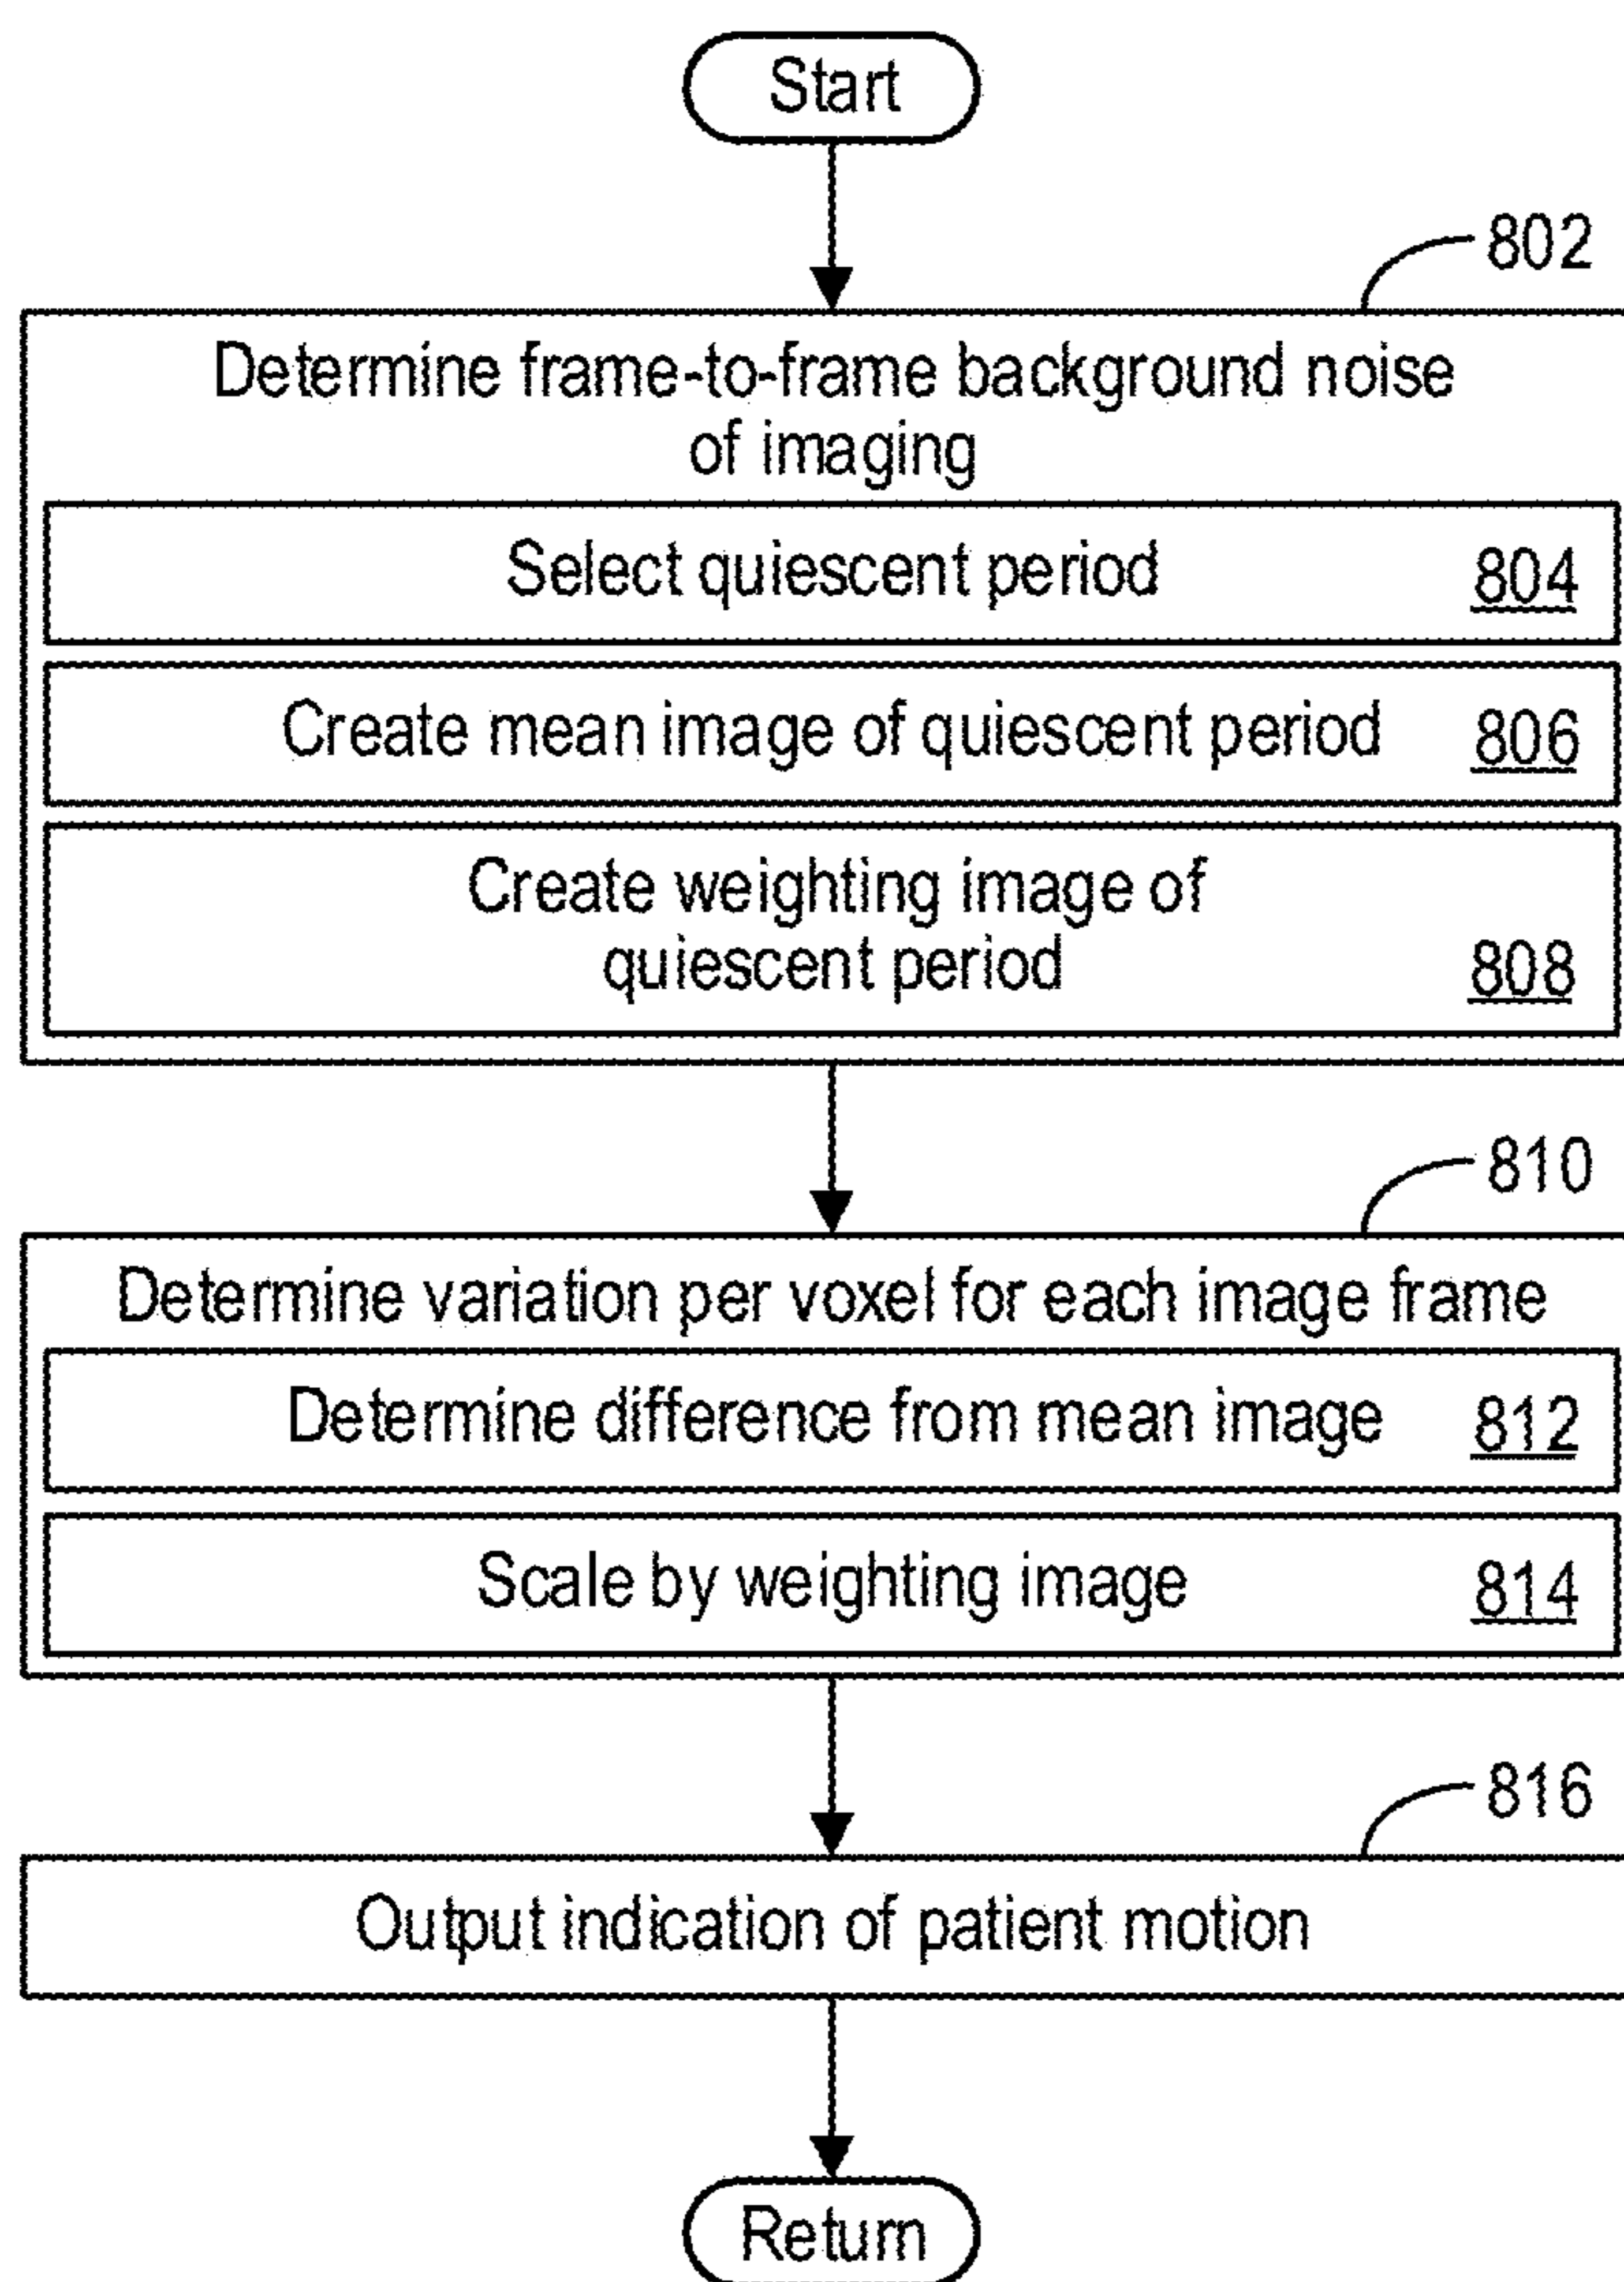 Start
802
Determine frame-to-frame background noise
of imaging
Select quiescent period 804
Create mean image of quiescent period 806
Create weighting image of
quiescent period 808
810
Determine variation per voxel for each image frame
Determine difference from mean image 812
Scale by weighting image 814
816
Output indication of patient motion
Return